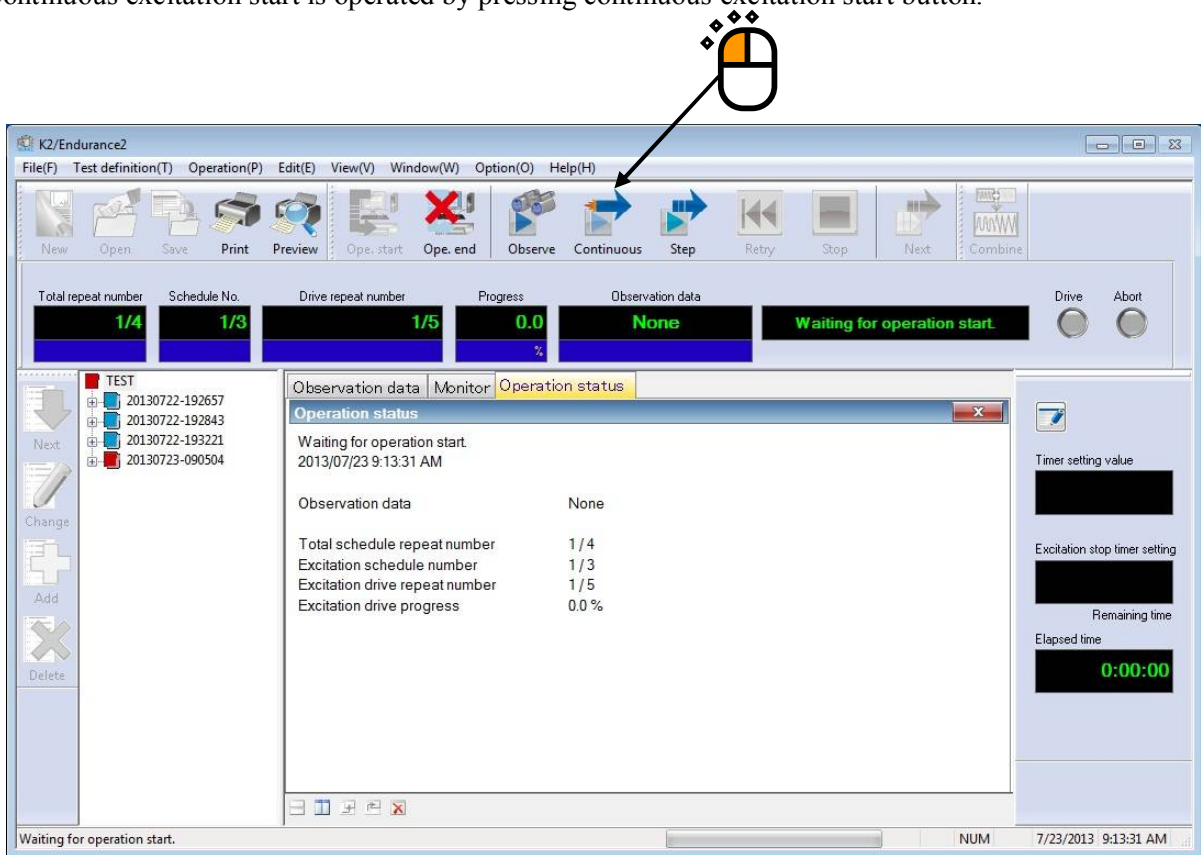 continuous excitation start is operated by pressing continuous excitation start button.
K2/Endurance2
File(F) Test definition(T) Operation(P) Edit(E) View(V) Window(W) Option(O) Help(H)
New Open Save Print Preview Ope. start Ope. end Observe Continuous Step Retry Stop Next Combine
Total repeat number Schedule No. Drive repeat number Progress Observation data Drive Abort
1/4 1/3 1/5 0.0 None Waiting for operation start.
%
TEST
20130722-192657
20130722-192843
20130722-193221
20130723-090504
Next
Change
Add
Delete
Observation data Monitor Operation status
Operation status
Waiting for operation start.
2013/07/23 9:13:31 AM
Observation data None
Total schedule repeat number 1 / 4
Excitation schedule number 1 / 3
Excitation drive repeat number 1 / 5
Excitation drive progress 0.0 %
Timer setting value
Excitation stop timer setting
Remaining time
Elapsed time
0:00:00
Waiting for operation start. NUM 7/23/2013 9:13:31 AM